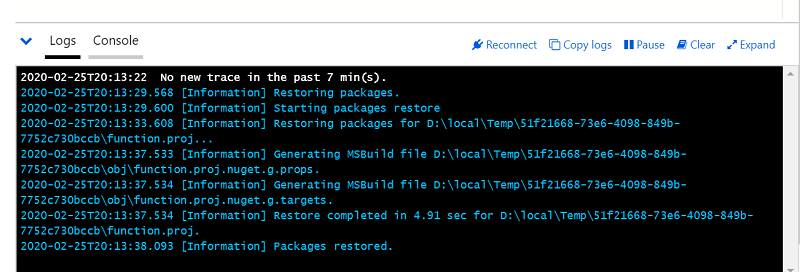 Logs Console Reconnect Copy logs Pause Clear Expand
2020-02-25T20:13:22  No new trace in the past 7 min(s).
2020-02-25T20:13:29.568 [Information] Restoring packages.
2020-02-25T20:13:29.600 [Information] Starting packages restore
2020-02-25T20:13:33.608 [Information] Restoring packages for D:\local\Temp\51f21668-73e6-4098-849b-
7752c730bccb\function.proj...
2020-02-25T20:13:37.533 [Information] Generating MSBuild file D:\local\Temp\51f21668-73e6-4098-849b-
7752c730bccb\obj\function.proj.nuget.g.props.
2020-02-25T20:13:37.534 [Information] Generating MSBuild file D:\local\Temp\51f21668-73e6-4098-849b-
7752c730bccb\obj\function.proj.nuget.g.targets.
2020-02-25T20:13:37.534 [Information] Restore completed in 4.91 sec for D:\local\Temp\51f21668-73e6-4098-849b-
7752c730bccb\function.proj.
2020-02-25T20:13:38.093 [Information] Packages restored.